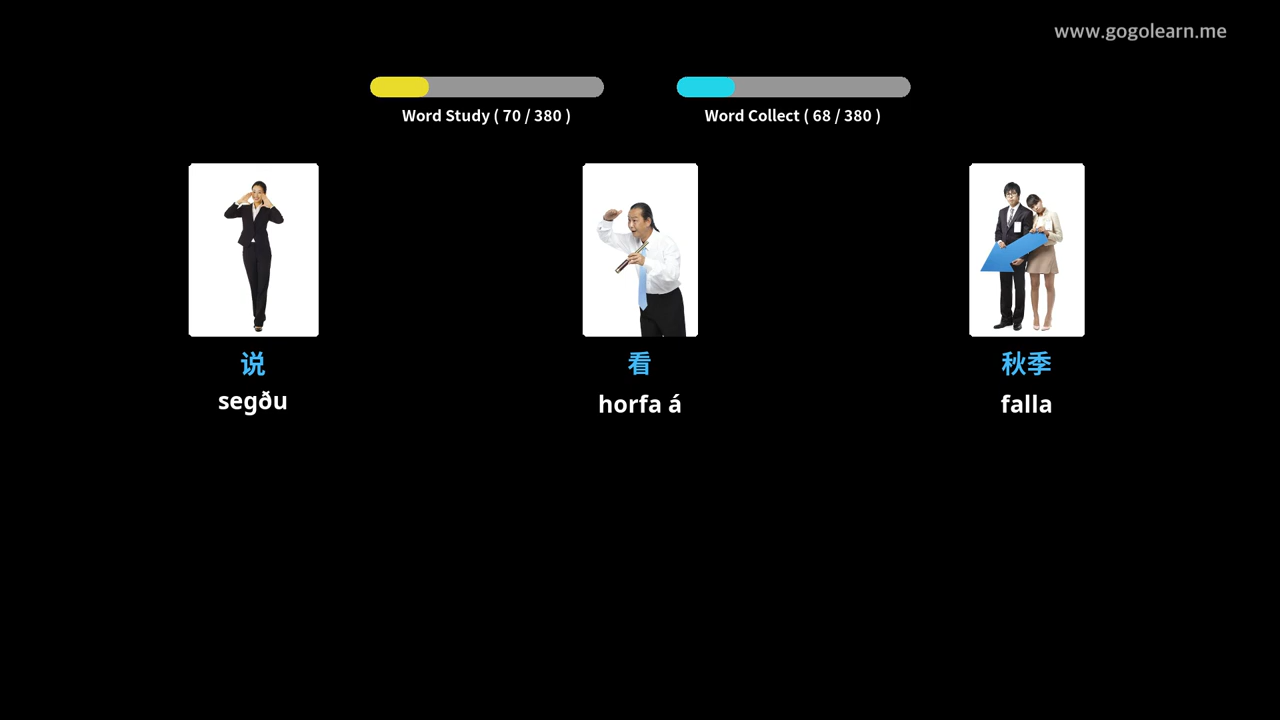 www.gogolearn.me
Word Study ( 70 / 380 )
Word Collect ( 68 / 380 )
说
segðu
看
horfa á
秋季
falla